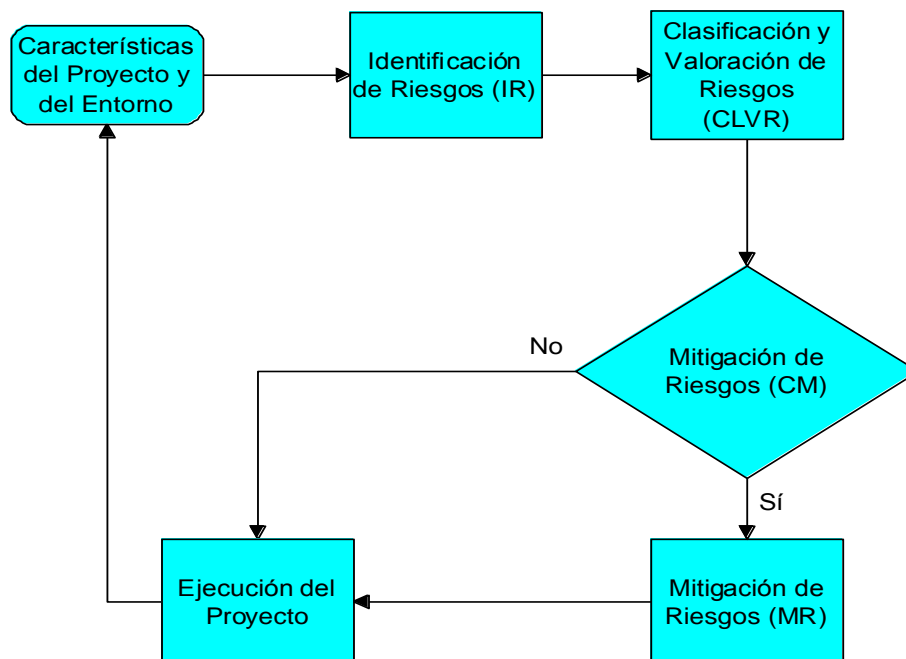 Características
del Proyecto y
del Entorno
Identificación
de Riesgos (IR)
Clasificación y
Valoración de
Riesgos
(CLVR)
No
Mitigación de
Riesgos (CM)
Sí
Ejecución del
Proyecto
Mitigación de
Riesgos (MR)